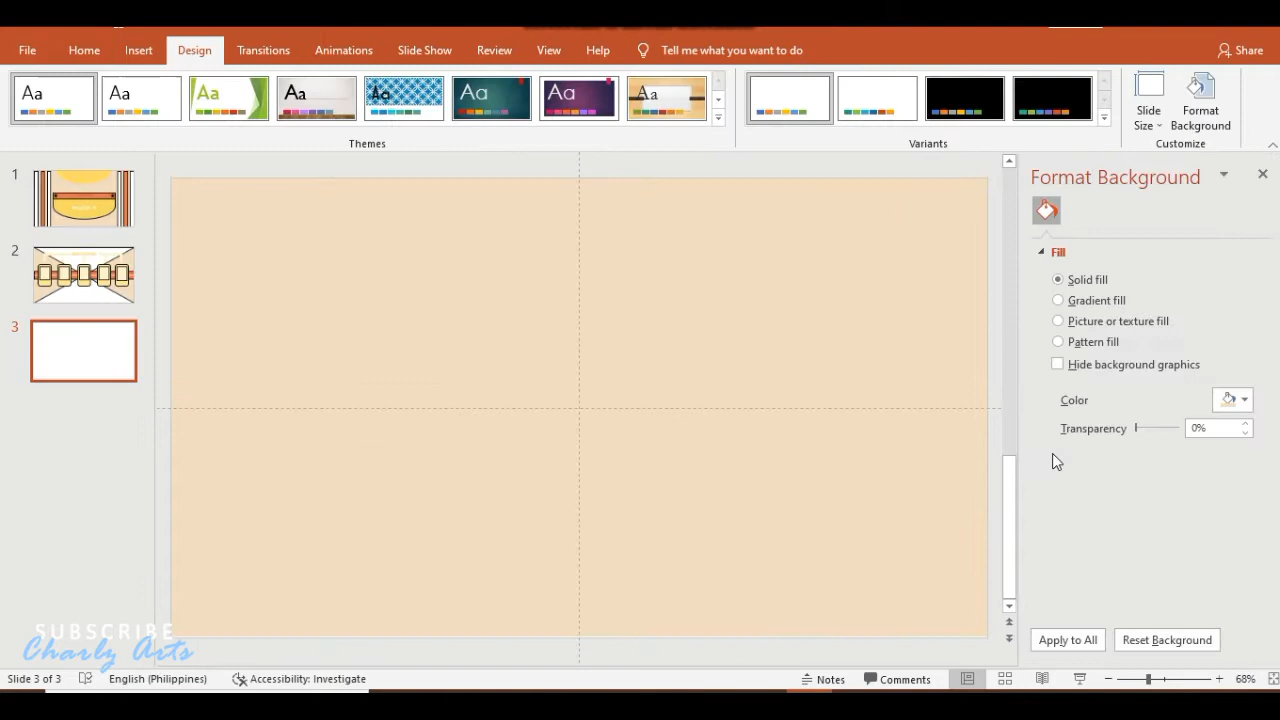 File Home Insert Design Transitions Animations Slide Show Review View Help Tell me what you want to do Share
Aa Aa Aa Aa Aa Aa Aa Aa
Slide Size
Format Background
Themes Variants Customize
1
2
3
Format Background
Fill
Solid fill
Gradient fill
Picture or texture fill
Pattern fill
Hide background graphics
Color
Transparency 0%
Apply to All Reset Background
SUBSCRIBE
Charly Arts
Slide 3 of 3 English (Philippines) Accessibility: Investigate Notes Comments 68%